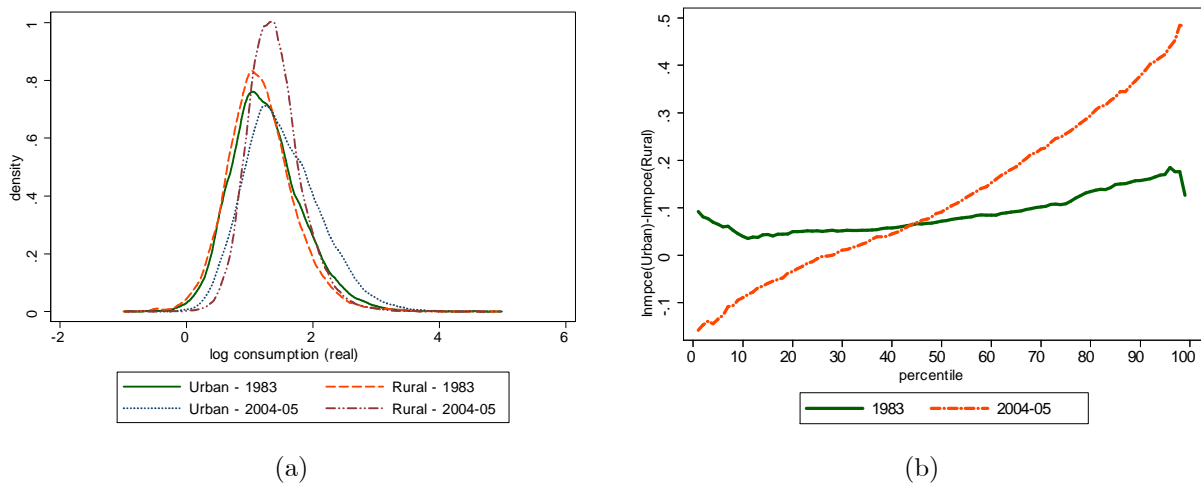 1
.8
.6
.4
.2
0
density
-2 0 2 4 6
log consumption (real)
Urban - 1983 Rural - 1983
Urban - 2004-05 Rural - 2004-05
(a)
.5
.4
.3
.2
.1
0
-.1
lnmpce(Urban)-lnmpce(Rural)
0 10 20 30 40 50 60 70 80 90 100
percentile
1983 2004-05
(b)